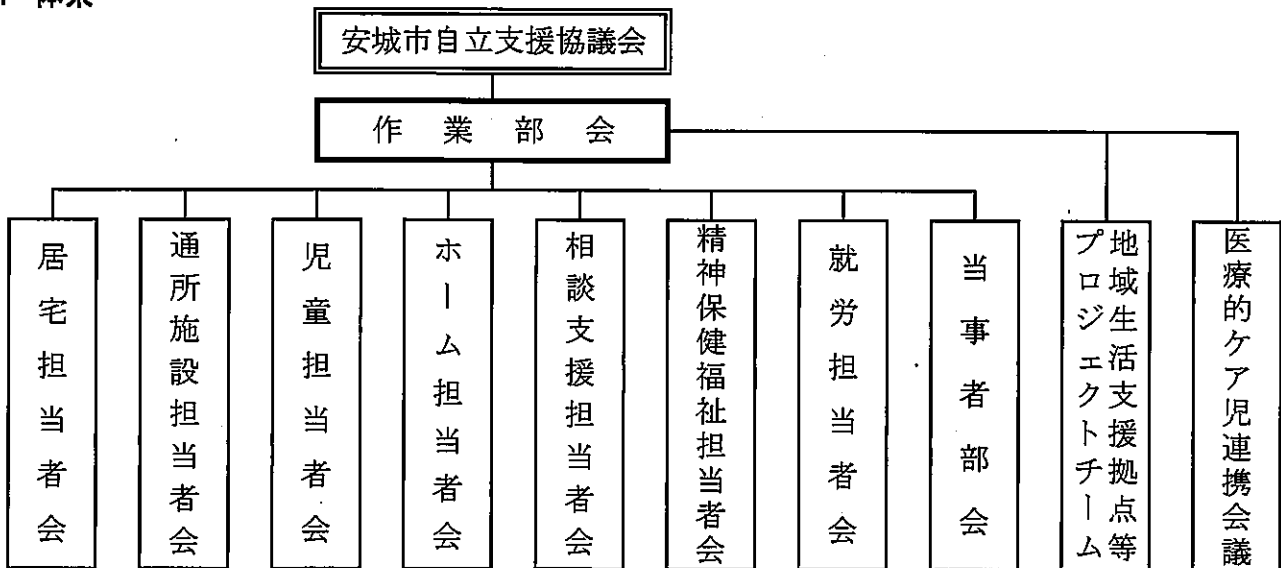 安城市自立支援協議会
作業部会
居宅担当者会
通所施設担当者会
児童担当者会
ホーム担当者会
相談支援担当者会
精神保健福祉担当者会
就労担当者会
当事者部会
地域生活支援拠点等
プロジェクトチーム
医療的ケア児連携会議